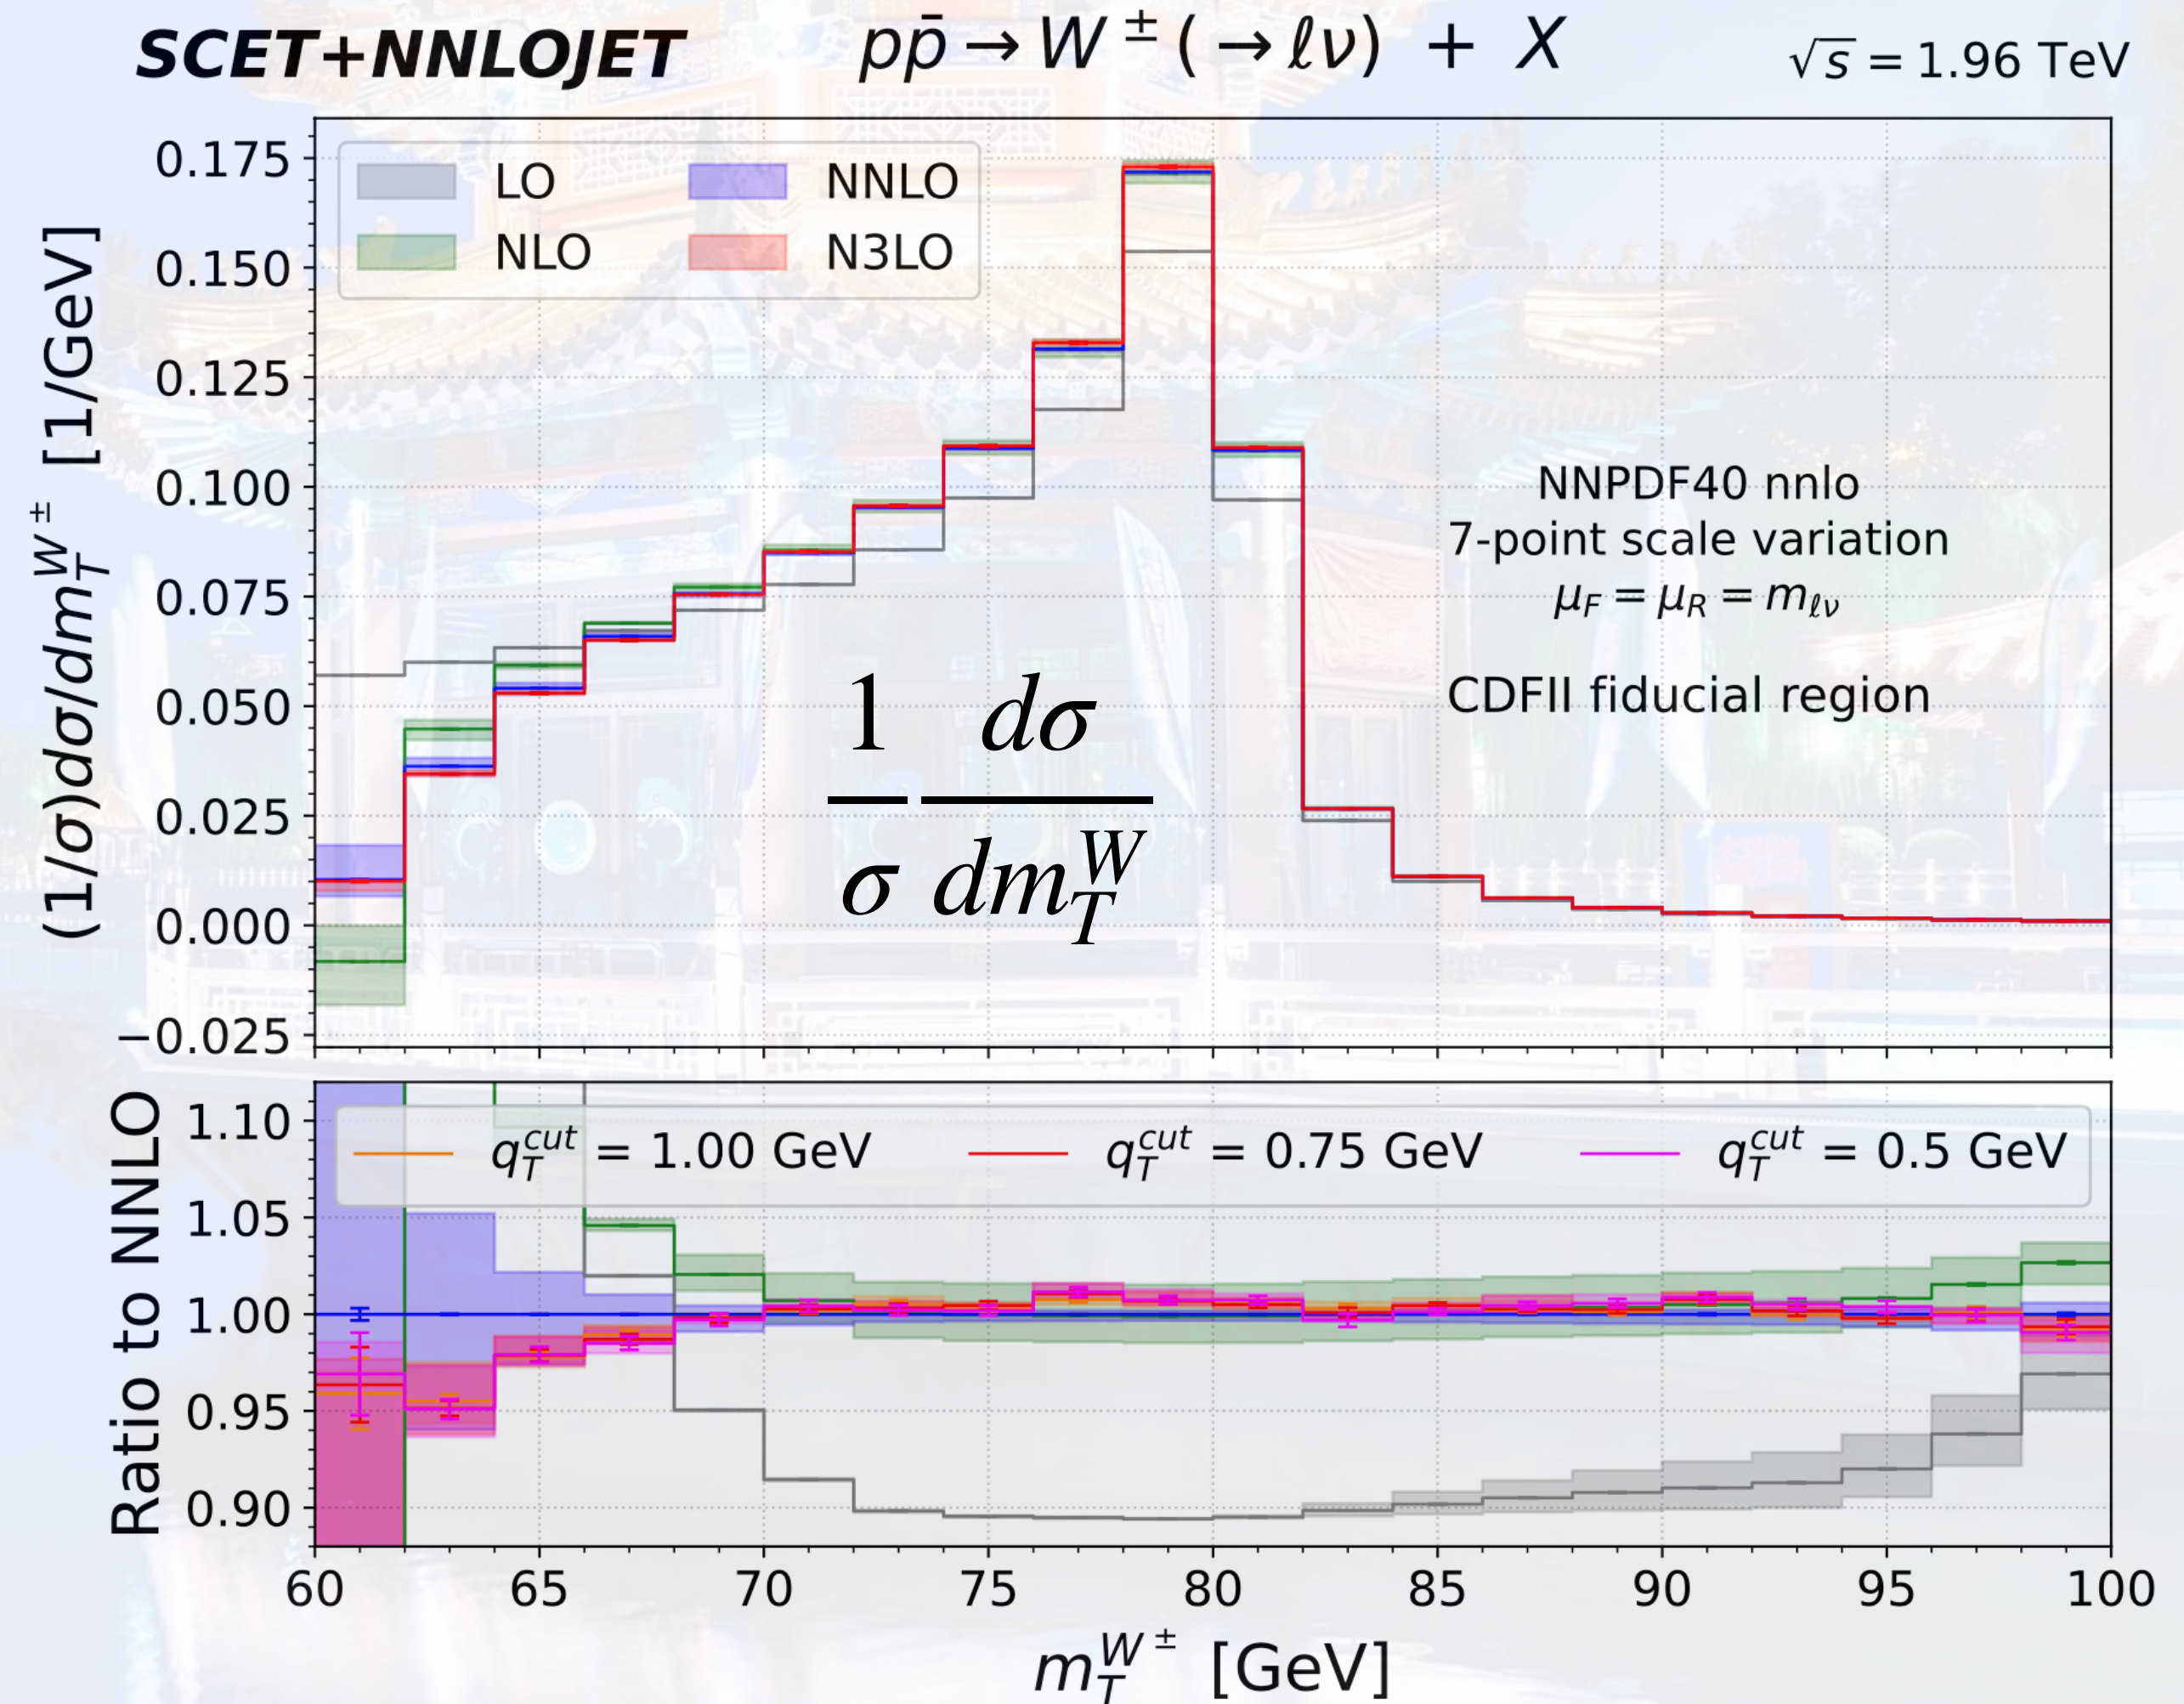 SCET+NNLOJET
pp̄ → W± (→ ℓν) + X
√s = 1.96 TeV
(1/σ)dσ/dm_T^{W±} [1/GeV]
0.175
0.150
0.125
0.100
0.075
0.050
0.025
0.000
−0.025
LO
NNLO
NLO
N3LO
NNPDF40 nnlo
7-point scale variation
μ_F = μ_R = m_{ℓν}
CDFII fiducial region
1/σ dσ/dm_T^W
Ratio to NNLO
1.10
1.05
1.00
0.95
0.90
q_T^{cut} = 1.00 GeV
q_T^{cut} = 0.75 GeV
q_T^{cut} = 0.5 GeV
60 65 70 75 80 85 90 95 100
m_T^{W±} [GeV]